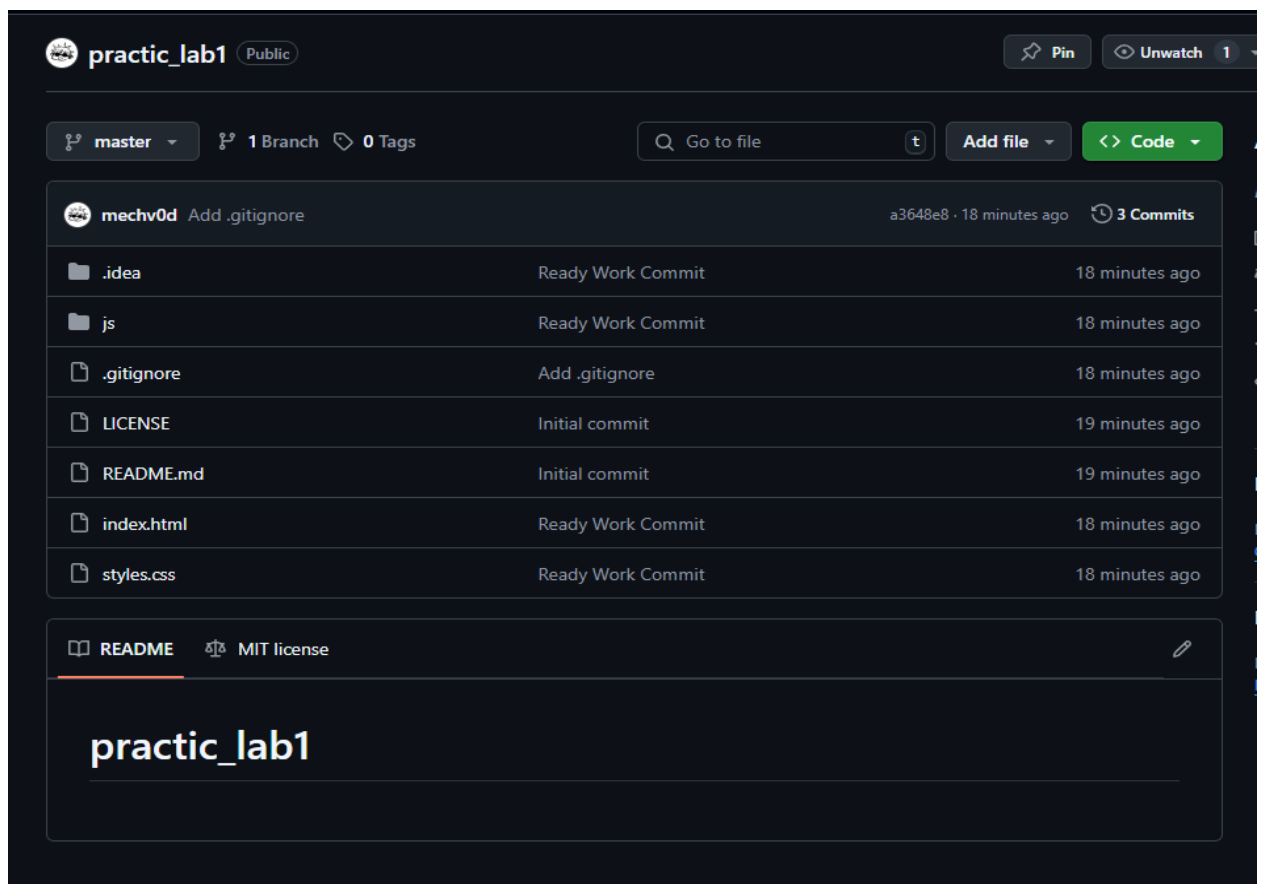 practic_lab1 Public Pin Unwatch 1
master 1 Branch 0 Tags Go to file t Add file Code
mechv0d Add .gitignore a3648e8 · 18 minutes ago 3 Commits
.idea Ready Work Commit 18 minutes ago
js Ready Work Commit 18 minutes ago
.gitignore Add .gitignore 18 minutes ago
LICENSE Initial commit 19 minutes ago
README.md Initial commit 19 minutes ago
index.html Ready Work Commit 18 minutes ago
styles.css Ready Work Commit 18 minutes ago
README MIT license
practic_lab1